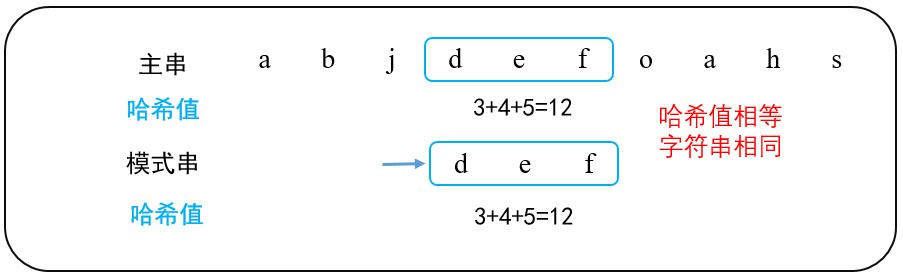 主串 a b j d e f o a h s
哈希值 3+4+5=12
哈希值相等
字符串相同
模式串 d e f
哈希值 3+4+5=12